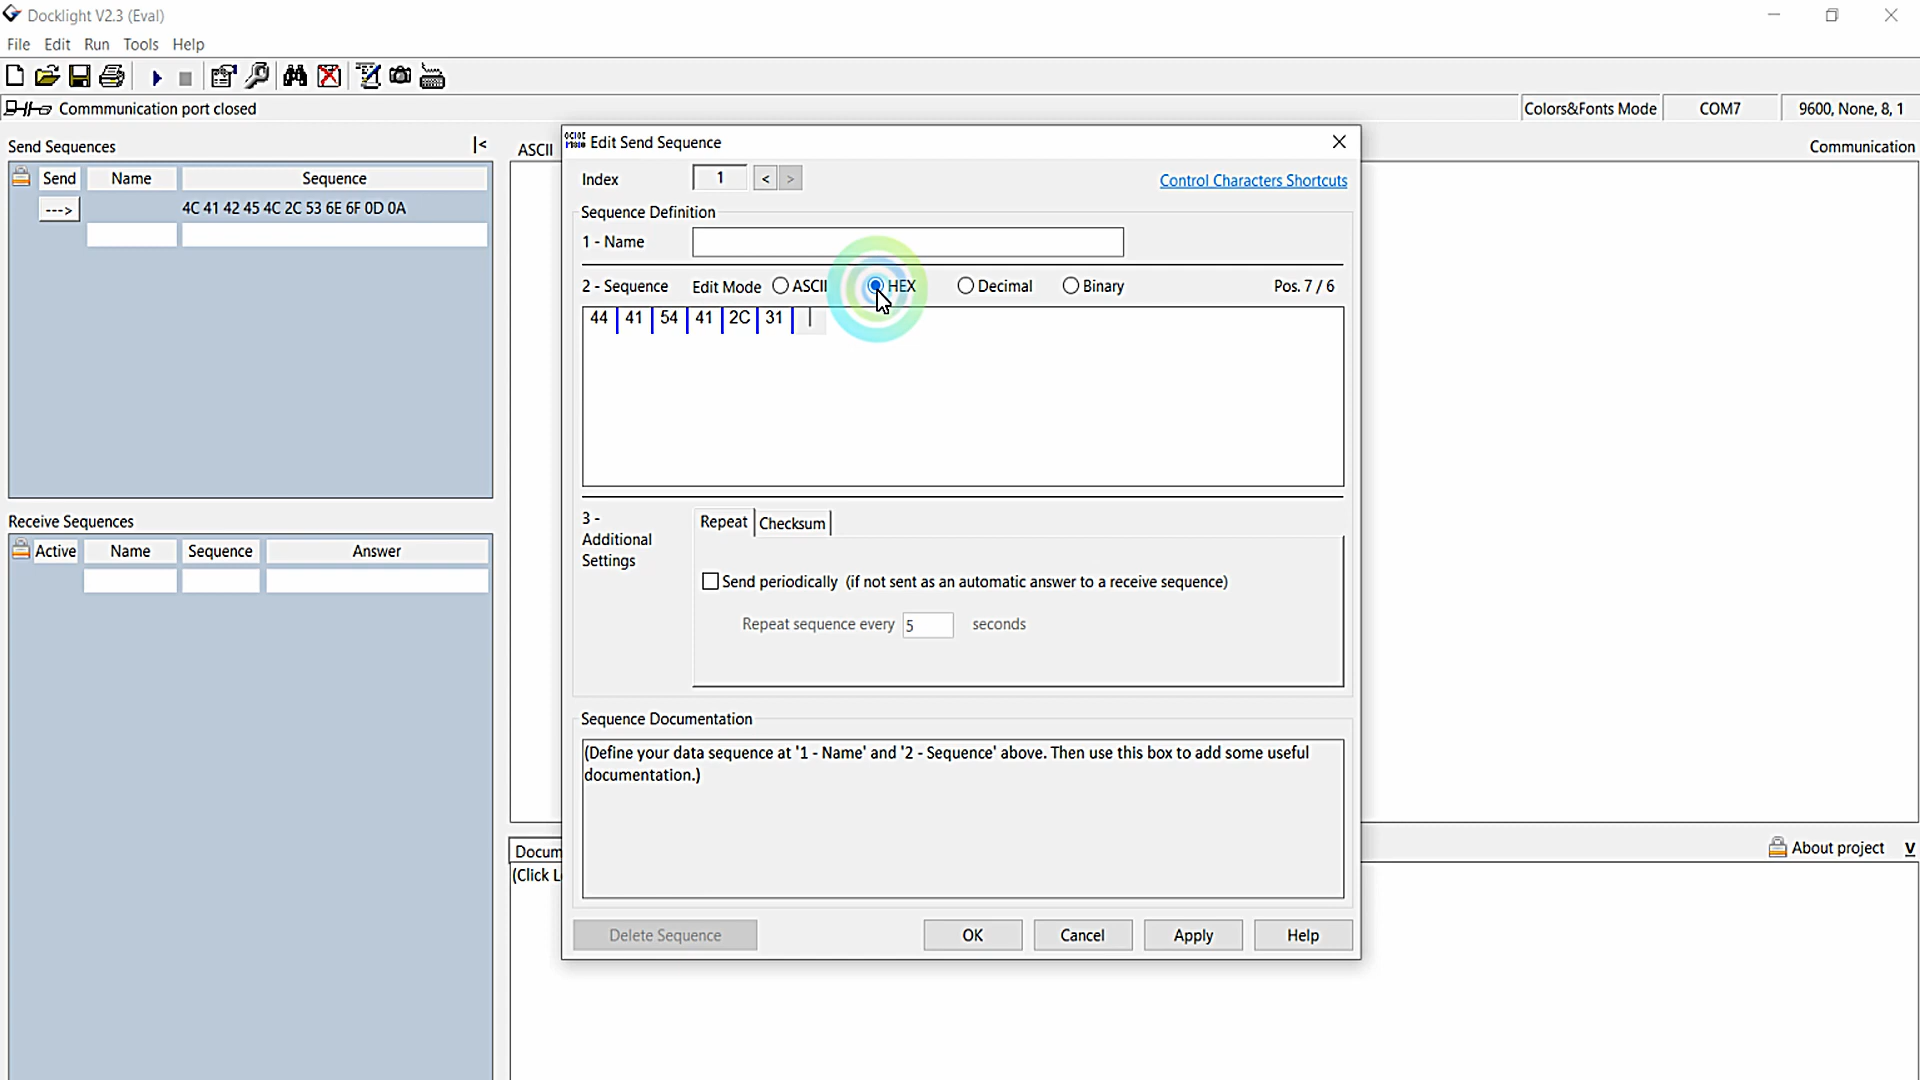 Docklight V2.3 (Eval)
File Edit Run Tools Help
Commmunication port closed
Colors&Fonts Mode COM7 9600, None, 8, 1
Send Sequences |<
Send Name Sequence
---> 4C 41 42 45 4C 2C 53 6E 6F 0D 0A
Receive Sequences
Active Name Sequence Answer
ASCII
Communication
Edit Send Sequence
Index 1 < >
Control Characters Shortcuts
Sequence Definition
1 - Name
2 - Sequence Edit Mode ASCII HEX Decimal Binary Pos. 7 / 6
44 41 54 41 2C 31
3 -
Additional
Settings
Repeat Checksum
Send periodically (if not sent as an automatic answer to a receive sequence)
Repeat sequence every 5 seconds
Sequence Documentation
(Define your data sequence at '1 - Name' and '2 - Sequence' above. Then use this box to add some useful
documentation.)
Delete Sequence OK Cancel Apply Help
Docum
(Click L
About project V